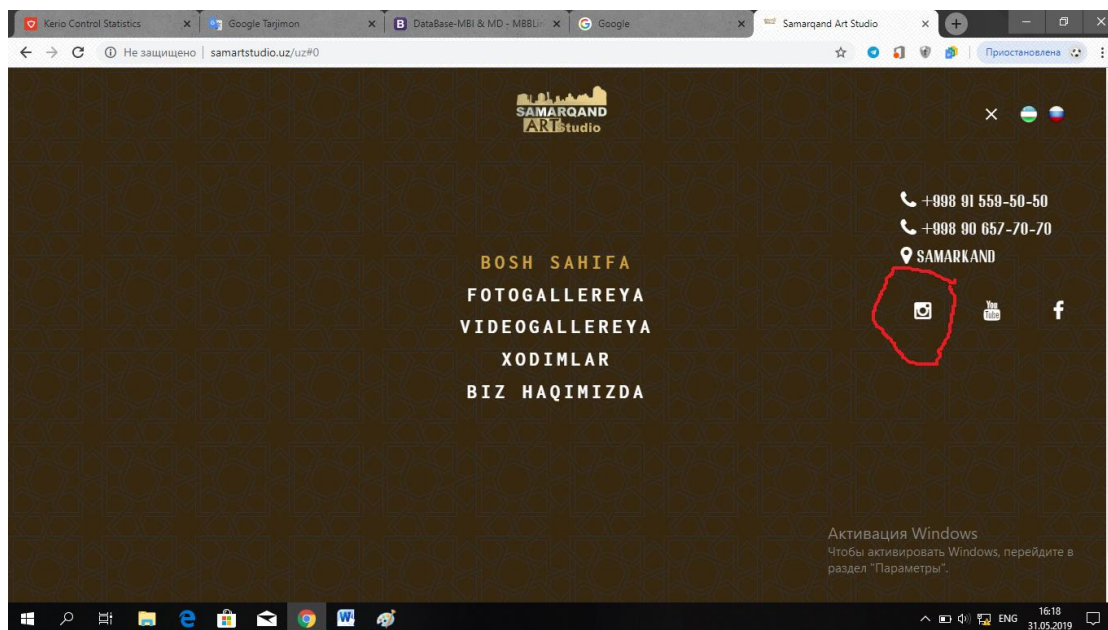 Kerio Control Statistics
Google Tarjimon
DataBase-MBI & MD - MBBLin
Google
Samarqand Art Studio
Не защищено
samartstudio.uz/uz#0
Приостановлена
SAMARQAND
ARTStudio
+998 91 559-50-50
+998 90 657-70-70
SAMARKAND
You
Tube
BOSH SAHIFA
FOTOGALLEREYA
VIDEOGALLEREYA
XODIMLAR
BIZ HAQIMIZDA
Активация Windows
Чтобы активировать Windows, перейдите в
раздел "Параметры".
ENG
16:18
31.05.2019